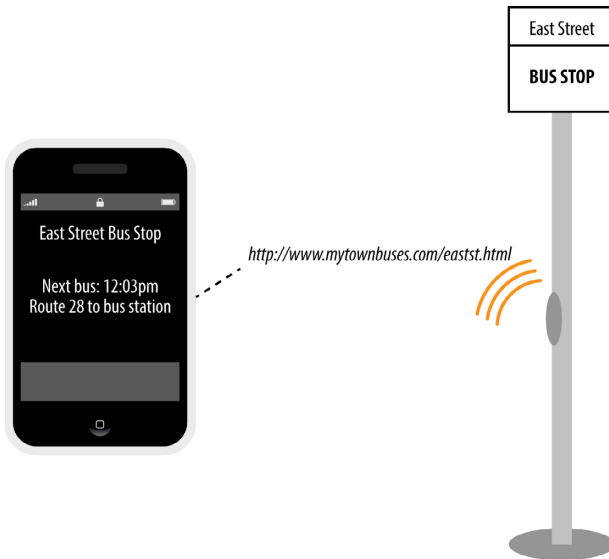 East Street
BUS STOP
East Street Bus Stop
Next bus: 12:03pm
Route 28 to bus station
http://www.mytownbuses.com/eastst.html